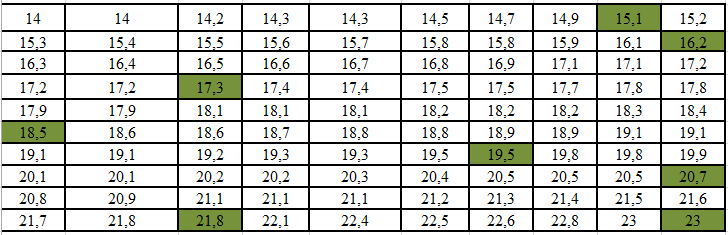 14 14 14,2 14,3 14,3 14,5 14,7 14,9 15,1 15,2
15,3 15,4 15,5 15,6 15,7 15,8 15,8 15,9 16,1 16,2
16,3 16,4 16,5 16,6 16,7 16,8 16,9 17,1 17,1 17,2
17,2 17,2 17,3 17,4 17,4 17,5 17,5 17,7 17,8 17,8
17,9 17,9 18,1 18,1 18,1 18,2 18,2 18,2 18,3 18,4
18,5 18,6 18,6 18,7 18,8 18,8 18,9 18,9 19,1 19,1
19,1 19,1 19,2 19,3 19,3 19,5 19,5 19,8 19,8 19,9
20,1 20,1 20,2 20,2 20,3 20,4 20,5 20,5 20,5 20,7
20,8 20,9 21,1 21,1 21,1 21,2 21,3 21,4 21,5 21,6
21,7 21,8 21,8 22,1 22,4 22,5 22,6 22,8 23 23